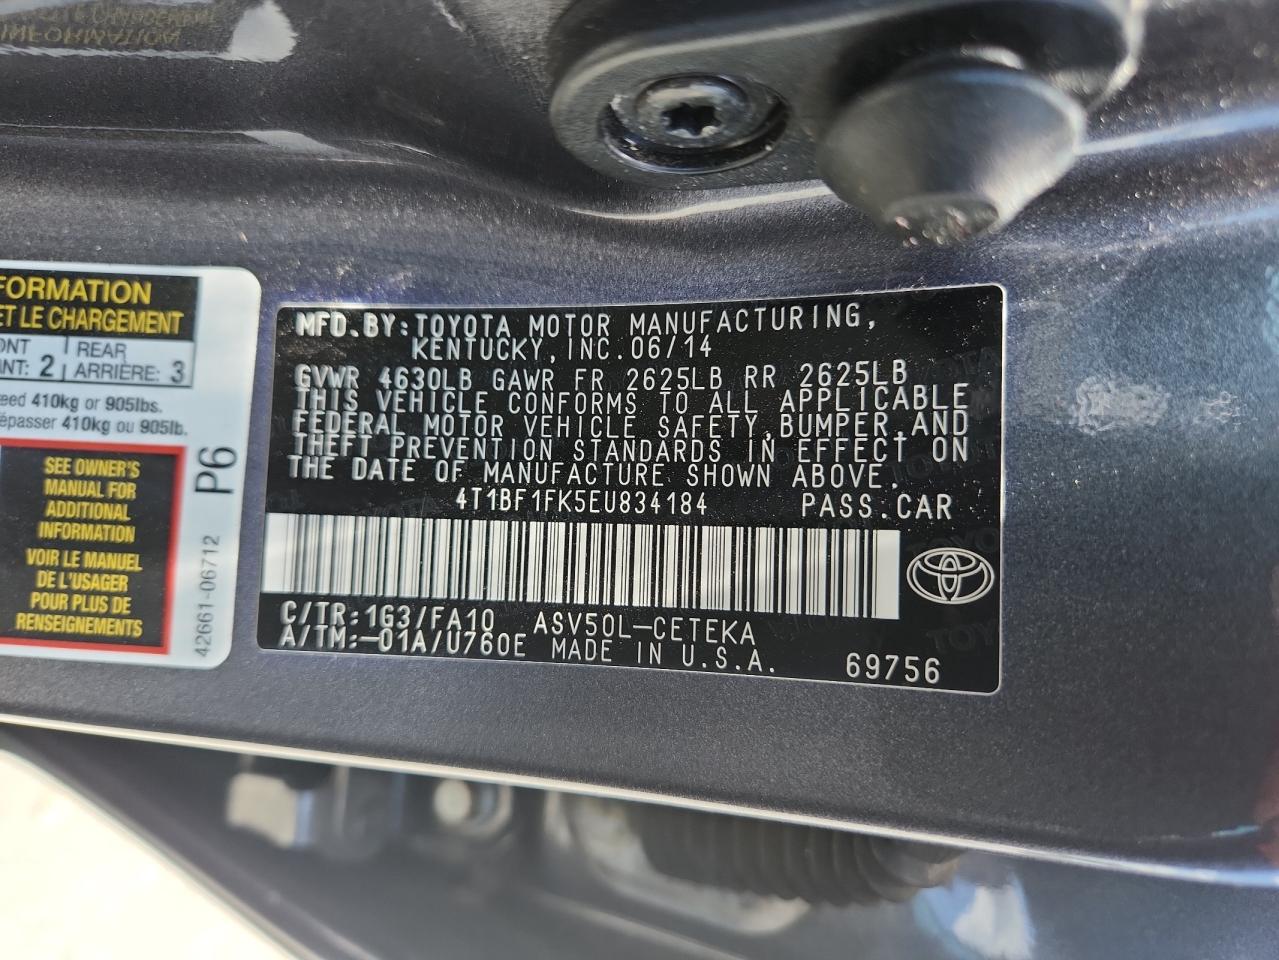 INFORMATION
FORMATION
ET LE CHARGEMENT
REAR
2
ARRIÈRE: 3
410kg or 905lbs.
410kg ou 905lb.
SEE OWNER'S
MANUAL FOR
ADDITIONAL
INFORMATION
VOIR LE MANUEL
DE L'USAGER
POUR PLUS DE
RENSEIGNEMENTS
P6
42661-06712
MFD.BY:TOYOTA MOTOR MANUFACTURING,
KENTUCKY,INC.06/14
GVWR 4630LB GAWR FR 2625LB RR 2625LB
THIS VEHICLE CONFORMS TO ALL APPLICABLE
FEDERAL MOTOR VEHICLE SAFETY,BUMPER,AND
THEFT PREVENTION STANDARDS IN EFFECT ON
THE DATE OF MANUFACTURE SHOWN ABOVE.
4T1BF1FK5EU834184 PASS.CAR
C/TR:1G3/FA10 ASV50L-CETEKA
A/TM:-01A/U760E MADE IN U.S.A.
69756